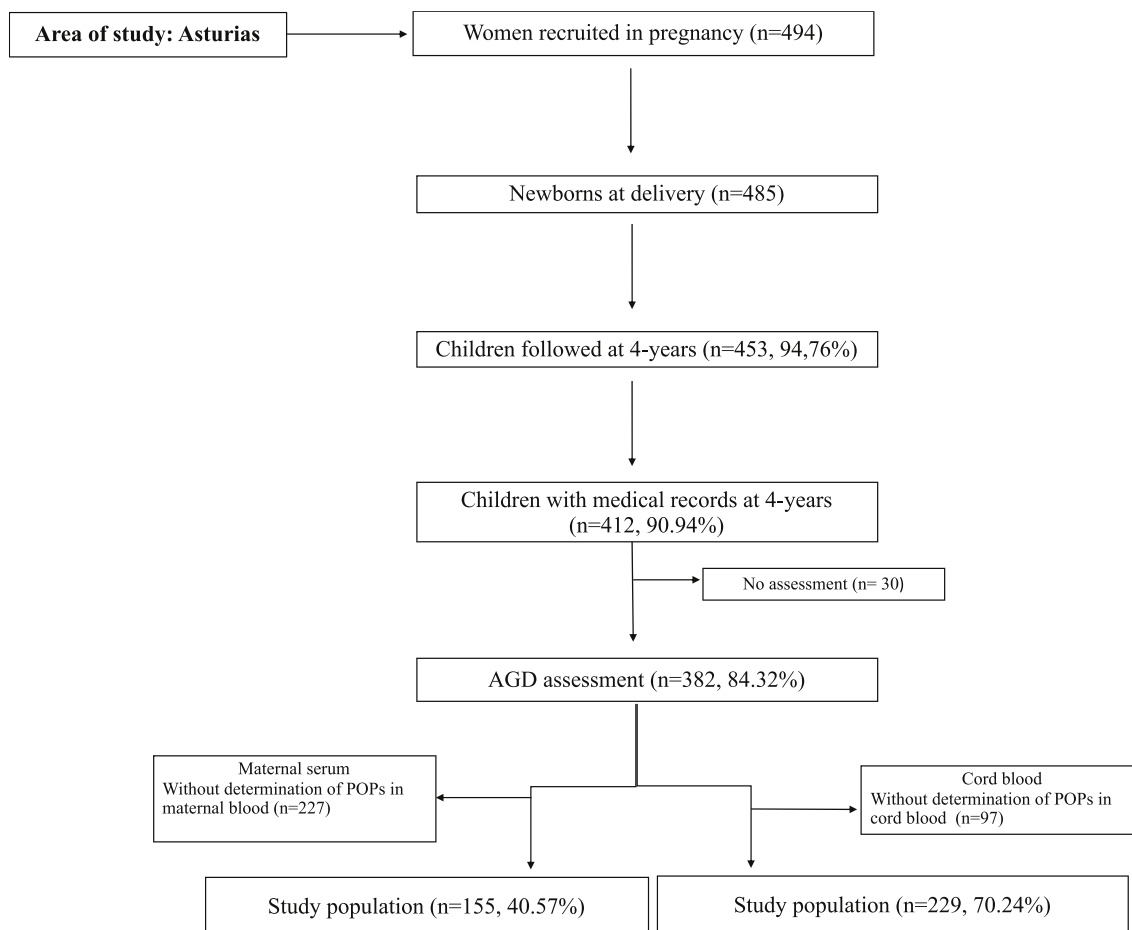 Area of study: Asturias
Women recruited in pregnancy (n=494)
Newborns at delivery (n=485)
Children followed at 4-years (n=453, 94,76%)
Children with medical records at 4-years
(n=412, 90.94%)
No assessment (n= 30)
AGD assessment (n=382, 84.32%)
Maternal serum
Without determination of POPs in
maternal blood (n=227)
Cord blood
Without determination of POPs in
cord blood (n=97)
Study population (n=155, 40.57%)
Study population (n=229, 70.24%)